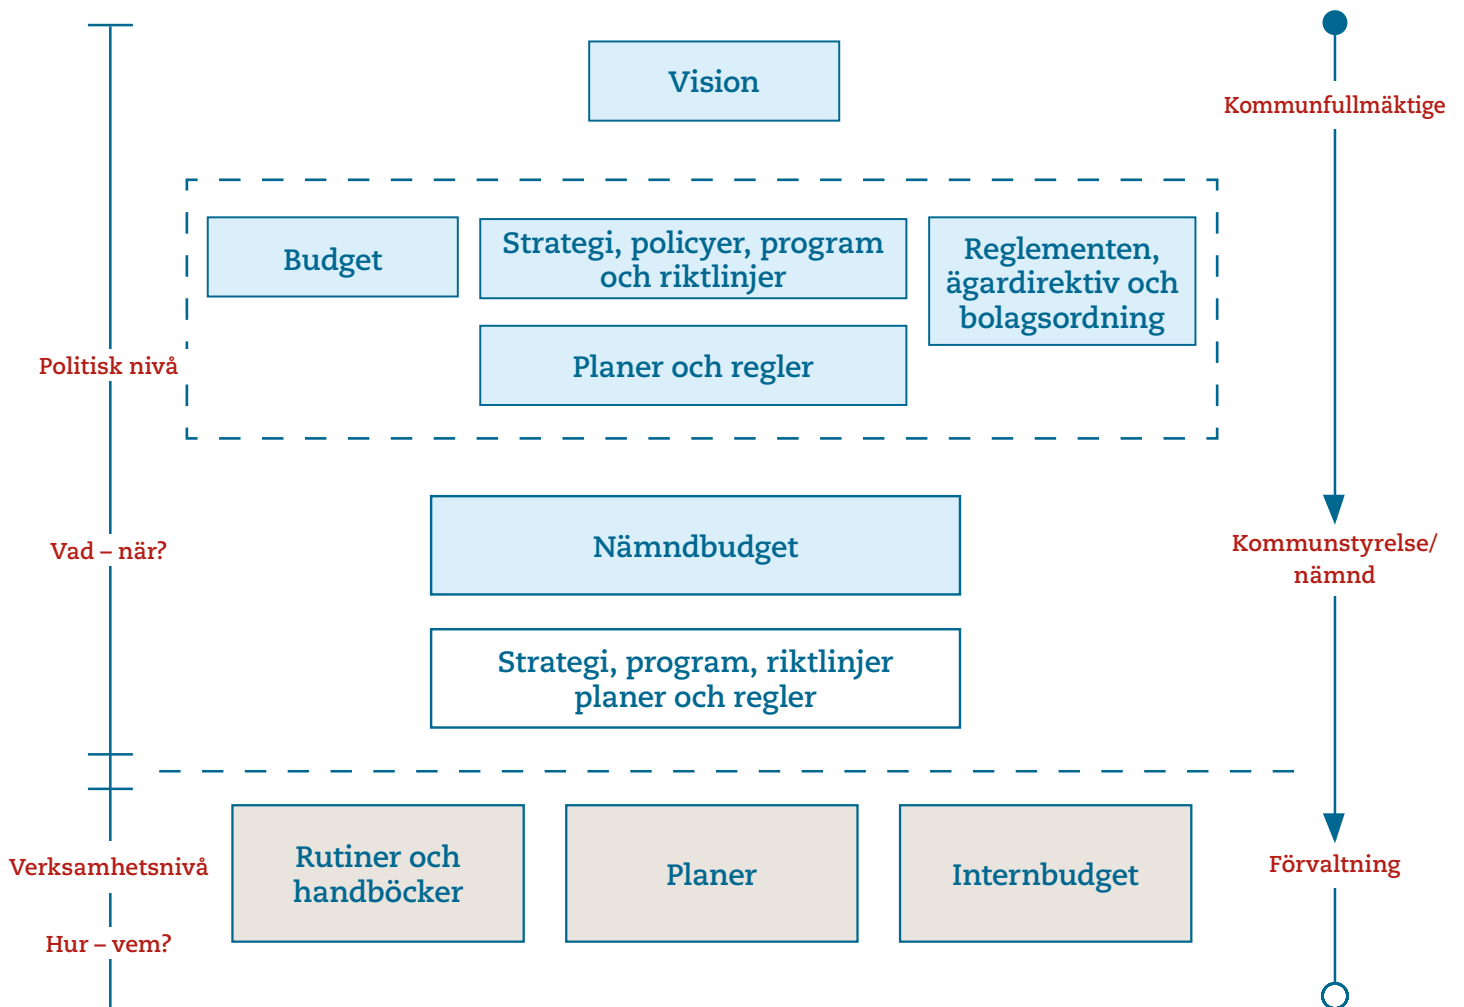 Vision
Kommunfullmäktige
Budget
Strategi, policyer, program
och riktlinjer
Reglementen,
ägardirektiv och
bolagsordning
Planer och regler
Politisk nivå
Vad – när?
Nämndbudget
Kommunstyrelse/
nämnd
Strategi, program, riktlinjer
planer och regler
Verksamhetsnivå
Rutiner och
handböcker
Planer
Internbudget
Förvaltning
Hur – vem?